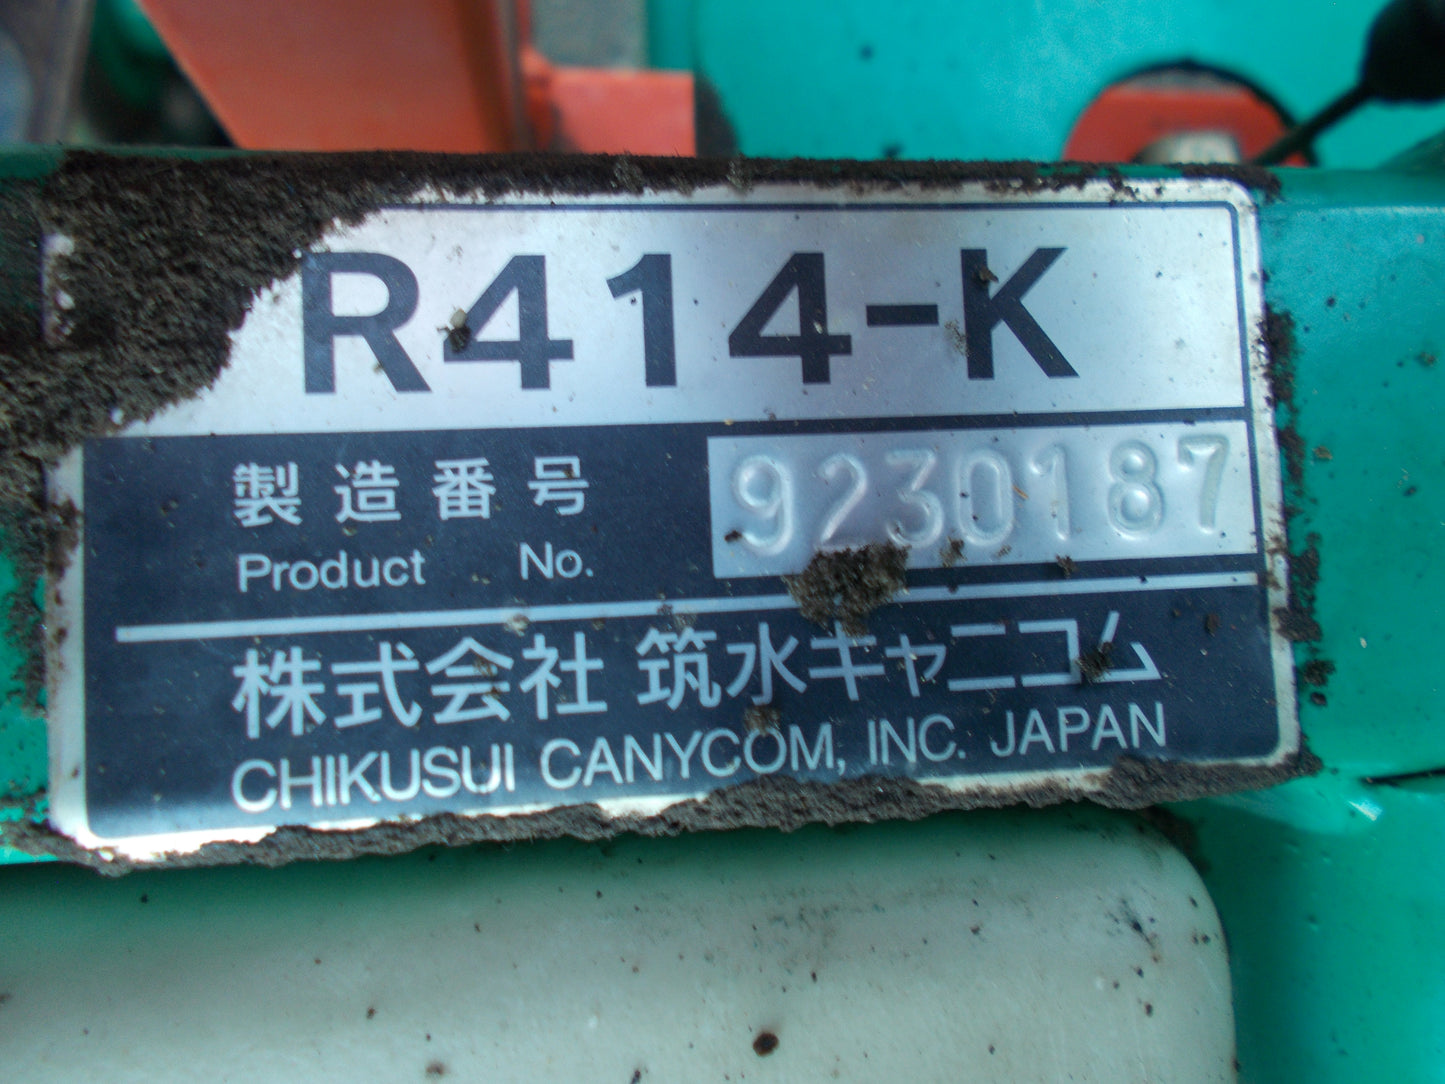 R414-K
製造番号 9230187
Product No.
株式会社 筑水キャニコム
CHIKUSUI CANYCOM, INC. JAPAN